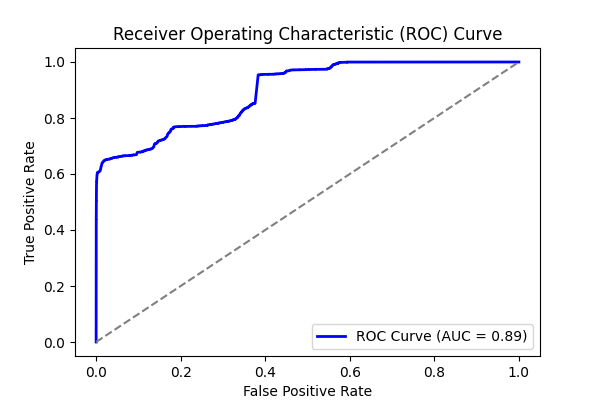 Receiver Operating Characteristic (ROC) Curve
1.0
0.8
0.6
0.4
0.2
0.0
True Positive Rate
ROC Curve (AUC = 0.89)
0.0 0.2 0.4 0.6 0.8 1.0
False Positive Rate